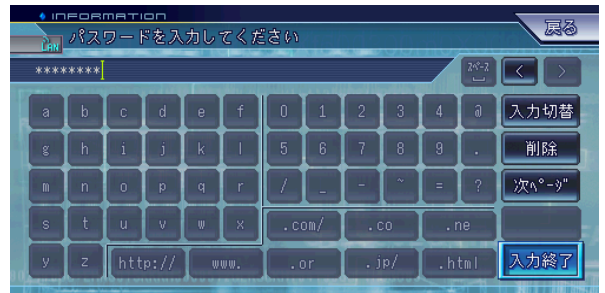 INFORMATION
LAN パスワードを入力してください 戻る
******** スペース < >
a b c d e f 0 1 2 3 4 @ 入力切替
g h i j k l 5 6 7 8 9 . 削除
m n o p q r / _ - ~ = ? 次ページ
s t u v w x .com/ .co .ne
y z http:// www. .or .jp/ .html 入力終了